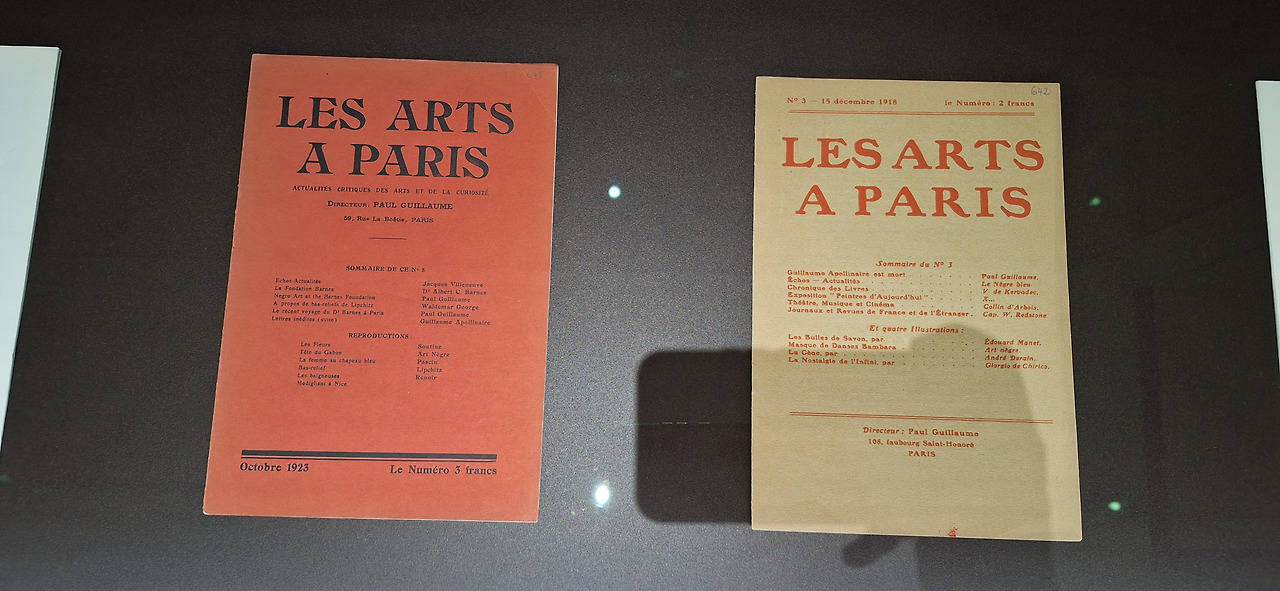 LES ARTS
A PARIS
ACTUALITÉS CRITIQUES DES ARTS ET DE LA CURIOSITÉ
DIRECTEUR: PAUL GUILLAUME
59, Rue La Boëtie, PARIS
SOMMAIRE DE CE Nº
Echos-Actualités Jacques Villeneuve
La Fondation Barnes Dr Albert C. Barnes
Negro Art at the Barnes Foundation Paul Guillaume
A propos de bas-reliefs de Lipchitz Waldemar George
Le récent voyage du Dr Barnes à Paris Paul Guillaume
Lettres inédites (suite) Guillaume Apollinaire
REPRODUCTIONS
Les Fleurs Soutine
Tête du Gabon Art Nègre
La femme au chapeau bleu Pascin
Bas-relief Lipchitz
Les baigneuses Renoir
Modigliani à Nice
Octobre 1923 Le Numéro 3 francs
642
Nº 3 — 15 décembre 1918 le Numéro : 2 francs
LES ARTS
A PARIS
Sommaire du Nº 3
Guillaume Apollinaire est mort . . . . . . Paul Guillaume.
Échos — Actualités . . . . . . Le Nègre bleu.
Chronique des Livres . . . . . . V. de Kervadec.
Exposition "Peintres d'Aujourd'hui" . . . . . . X...
Théâtre, Musique et Cinéma . . . . . . Collin d'Arbois.
Journaux et Revues de France et de l'Étranger . Cap. W. Redstone
Et quatre Illustrations :
Les Bulles de Savon, par . . . . . . Édouard Manet.
Masque de Danses Bambara . . . . . . Art nègre.
La Cène, par . . . . . . André Derain.
La Nostalgie de l'Infini, par . . . . . . Giorgio de Chirico.
Directeur : Paul Guillaume
108, faubourg Saint-Honoré
PARIS